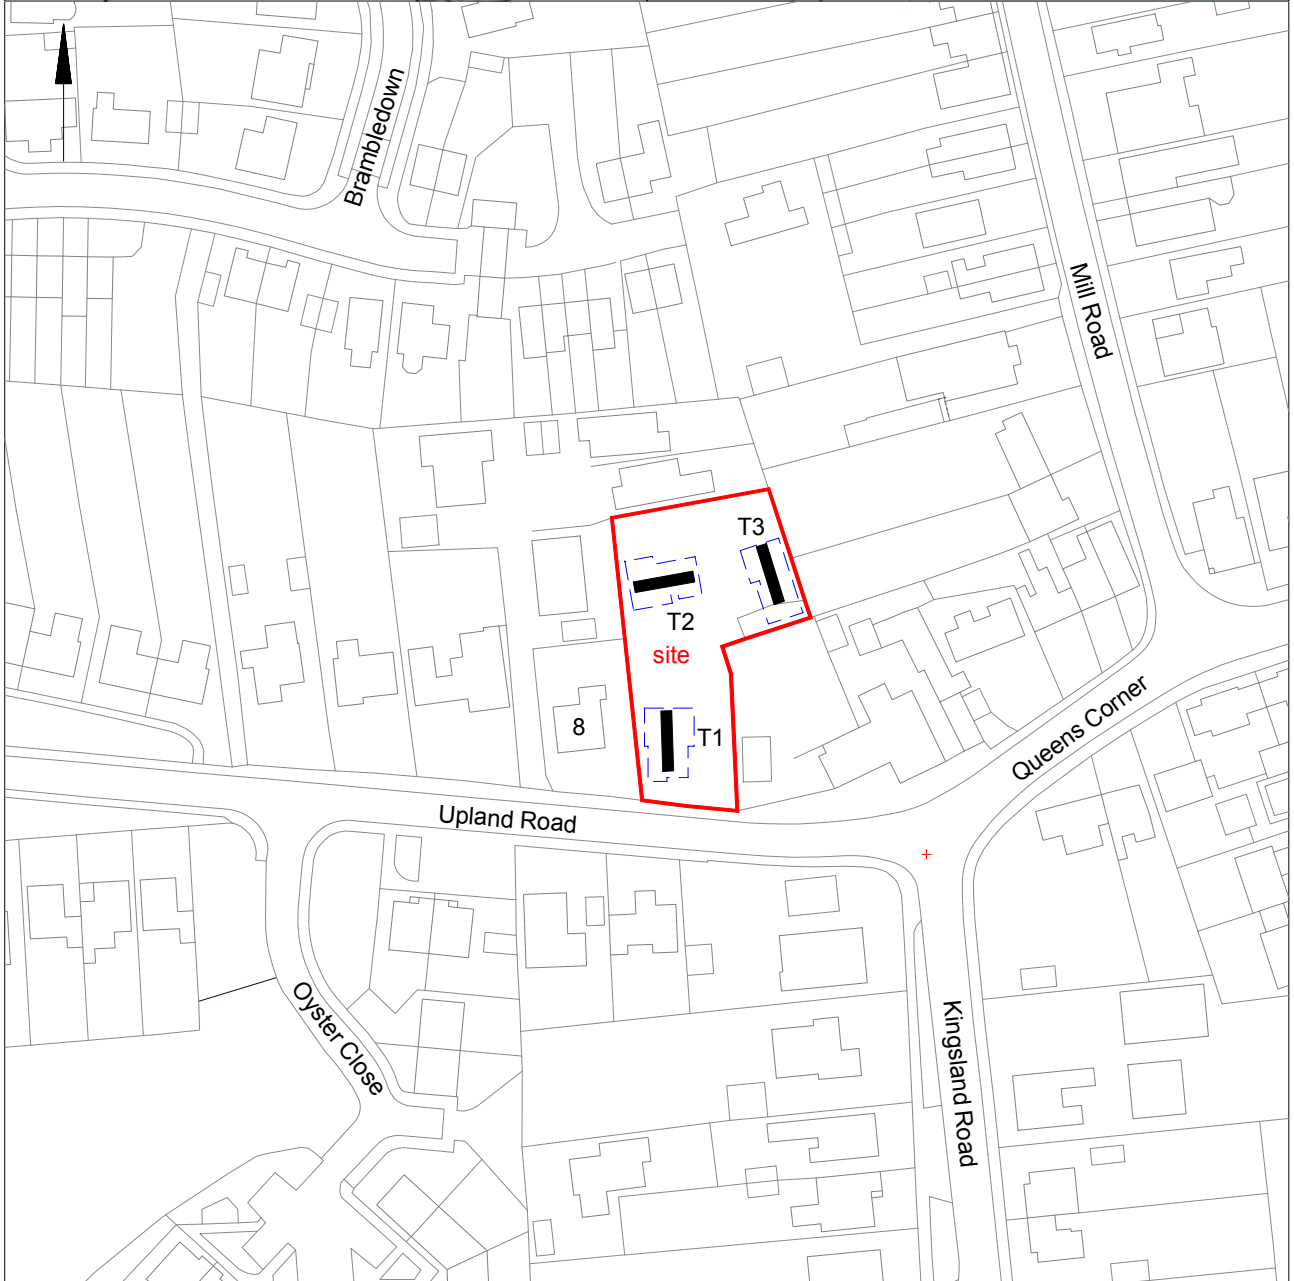 Brambledown
Mill Road
T3
T2
site
8
T1
Queens Corner
Upland Road
Oyster Close
Kingsland Road